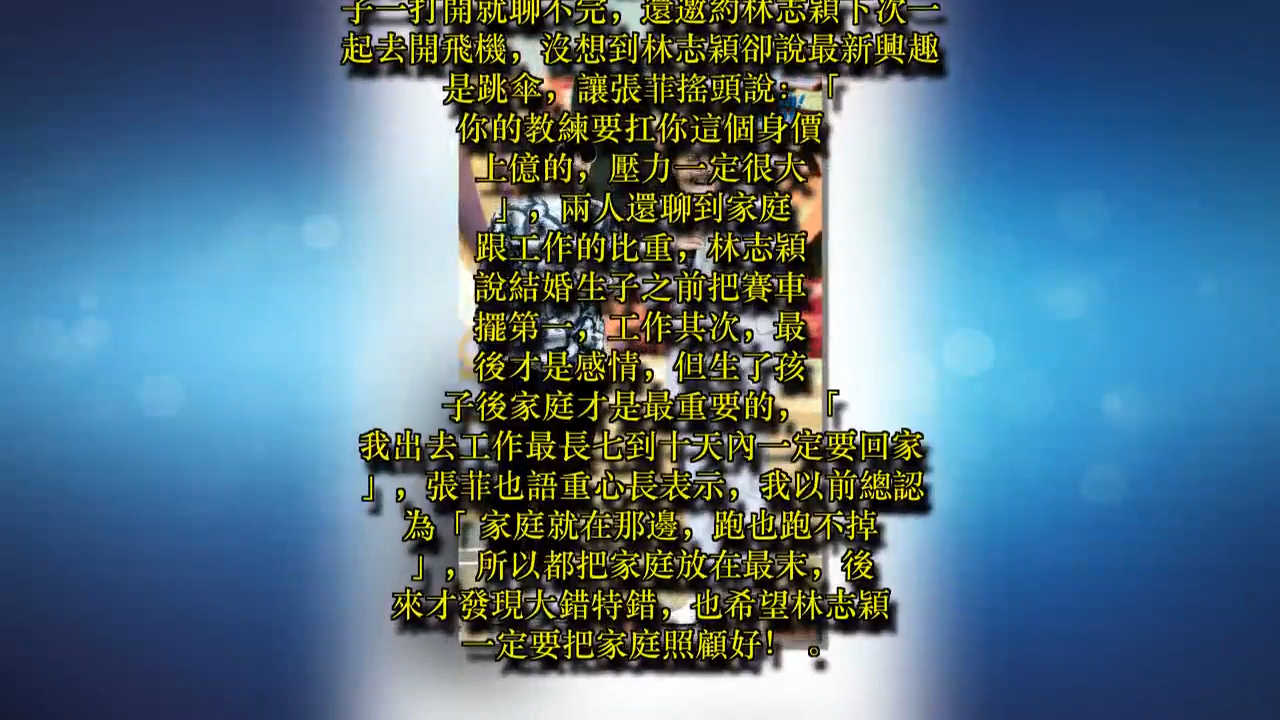 子一打開就聊不完，還邀約林志穎下次一
起去開飛機，沒想到林志穎卻說最新興趣
是跳傘，讓張菲搖頭說：「
你的教練要扛你這個身價
上億的，壓力一定很大
」，兩人還聊到家庭
跟工作的比重，林志穎
說結婚生子之前把賽車
擺第一，工作其次，最
後才是感情，但生了孩
子後家庭才是最重要的，「
我出去工作最長七到十天內一定要回家
」，張菲也語重心長表示，我以前總認
為「 家庭就在那邊，跑也跑不掉
」，所以都把家庭放在最末，後
來才發現大錯特錯，也希望林志穎
一定要把家庭照顧好！ 。